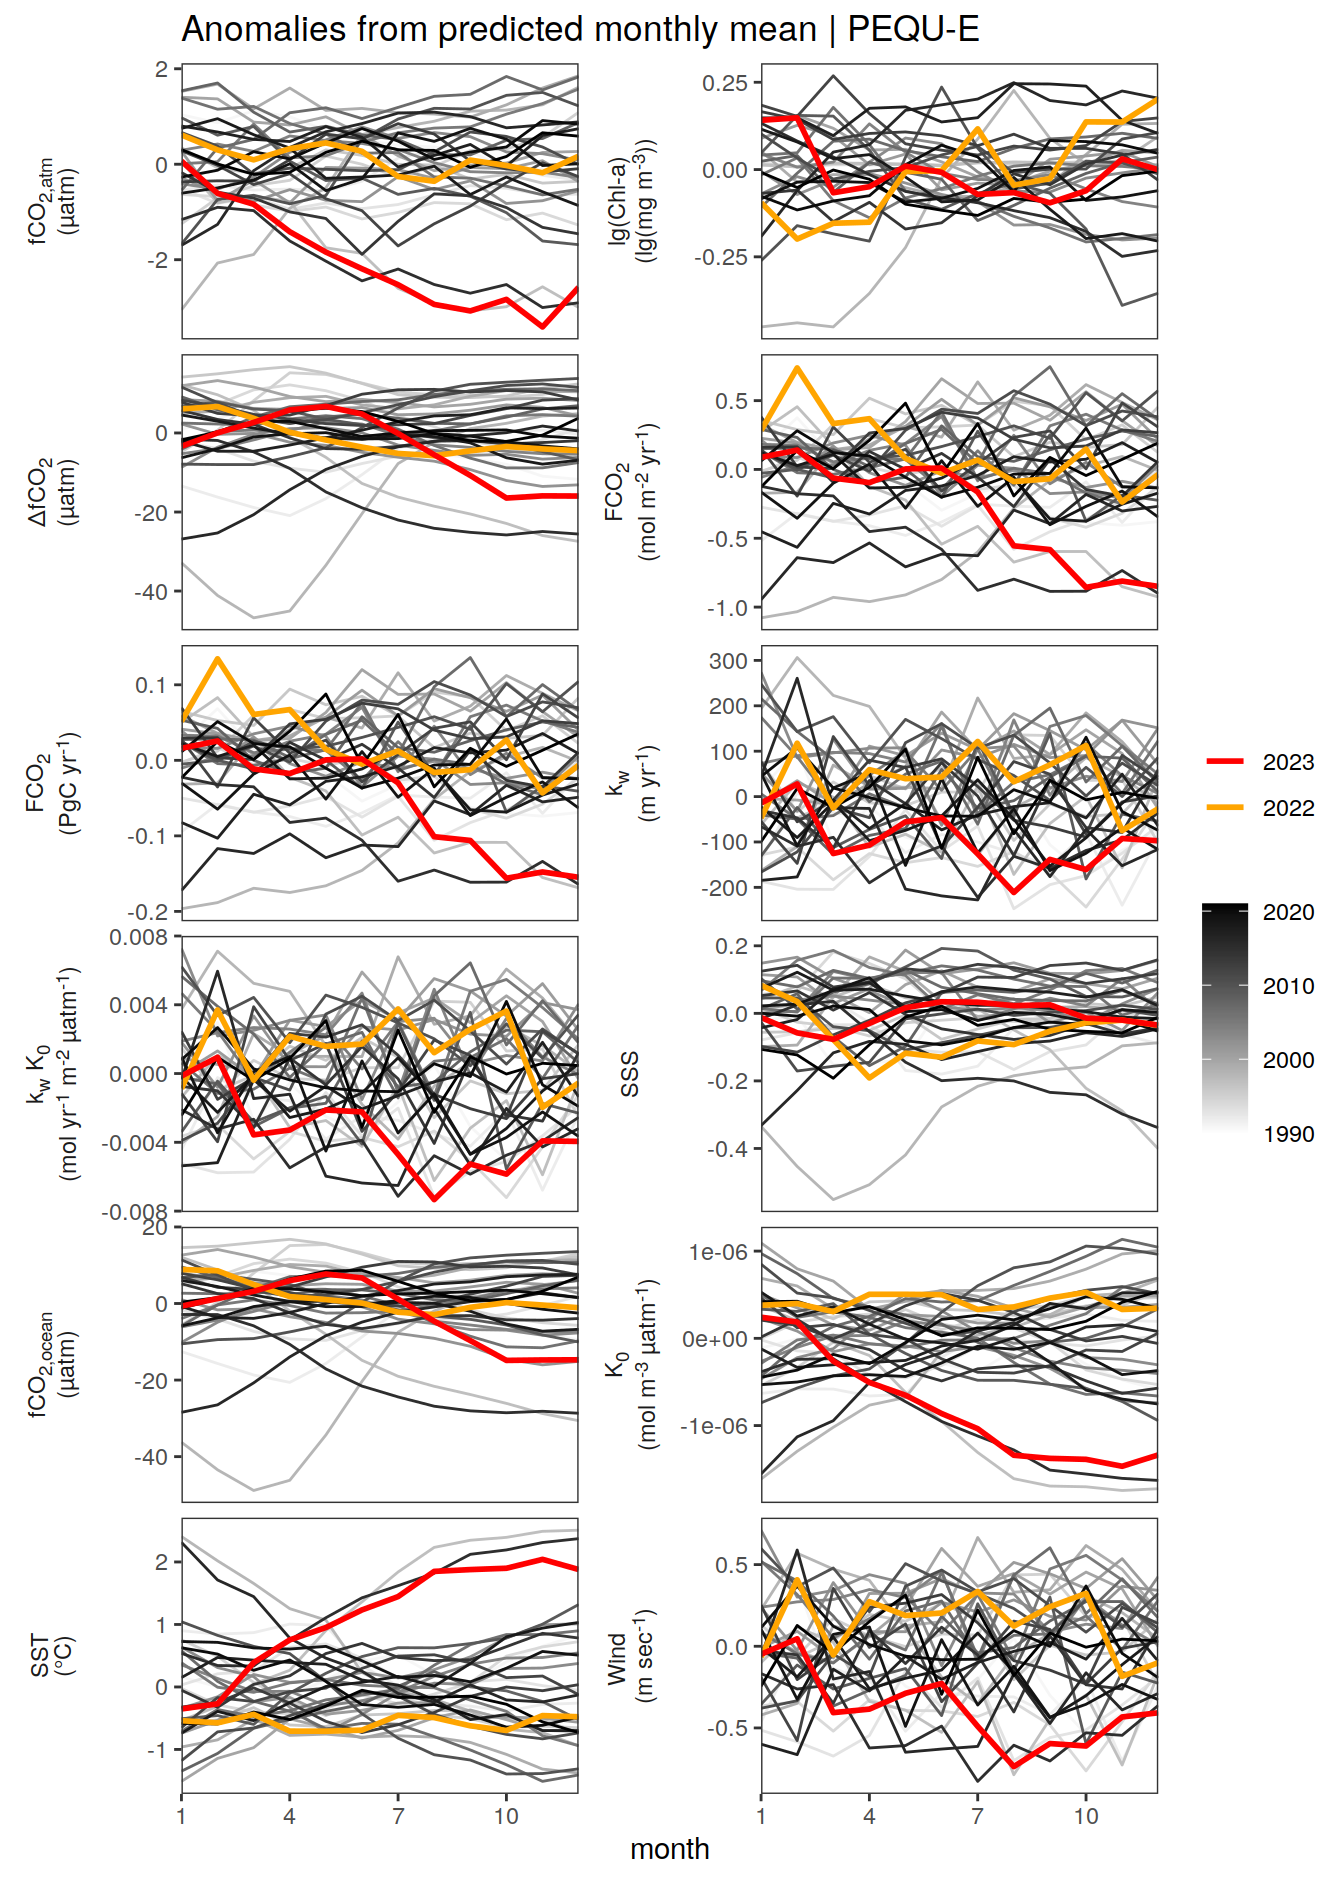 Anomalies from predicted monthly mean | PEQU-E
fCO2,atm
(µatm)
2
0
-2
lg(Chl-a)
(lg(mg m-3))
0.25
0.00
-0.25
ΔfCO2
(µatm)
0
-20
-40
FCO2
(mol m-2 yr-1)
0.5
0.0
-0.5
-1.0
FCO2
(PgC yr-1)
0.1
0.0
-0.1
-0.2
kw
(m yr-1)
300
200
100
0
-100
-200
kw K0
(mol yr-1 m-2 µatm-1)
0.008
0.004
0.000
-0.004
-0.008
SSS
0.2
0.0
-0.2
-0.4
fCO2,ocean
(µatm)
20
0
-20
-40
K0
(mol m-3 µatm-1)
1e-06
0e+00
-1e-06
SST
(°C)
2
1
0
-1
Wind
(m sec-1)
0.5
0.0
-0.5
1 4 7 10
1 4 7 10
month
2023
2022
2020
2010
2000
1990